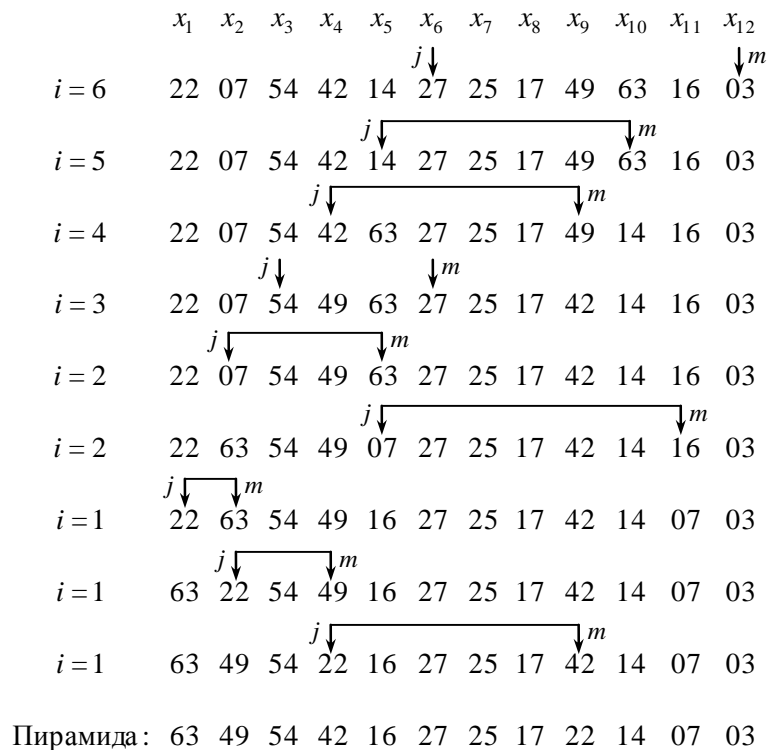 x₁ x₂ x₃ x₄ x₅ x₆ x₇ x₈ x₉ x₁₀ x₁₁ x₁₂
j m
i = 6 22 07 54 42 14 27 25 17 49 63 16 03
j m
i = 5 22 07 54 42 14 27 25 17 49 63 16 03
j m
i = 4 22 07 54 42 63 27 25 17 49 14 16 03
j m
i = 3 22 07 54 49 63 27 25 17 42 14 16 03
j m
i = 2 22 07 54 49 63 27 25 17 42 14 16 03
j m
i = 2 22 63 54 49 07 27 25 17 42 14 16 03
j m
i = 1 22 63 54 49 16 27 25 17 42 14 07 03
j m
i = 1 63 22 54 49 16 27 25 17 42 14 07 03
j m
i = 1 63 49 54 22 16 27 25 17 42 14 07 03
Пирамида: 63 49 54 42 16 27 25 17 22 14 07 03